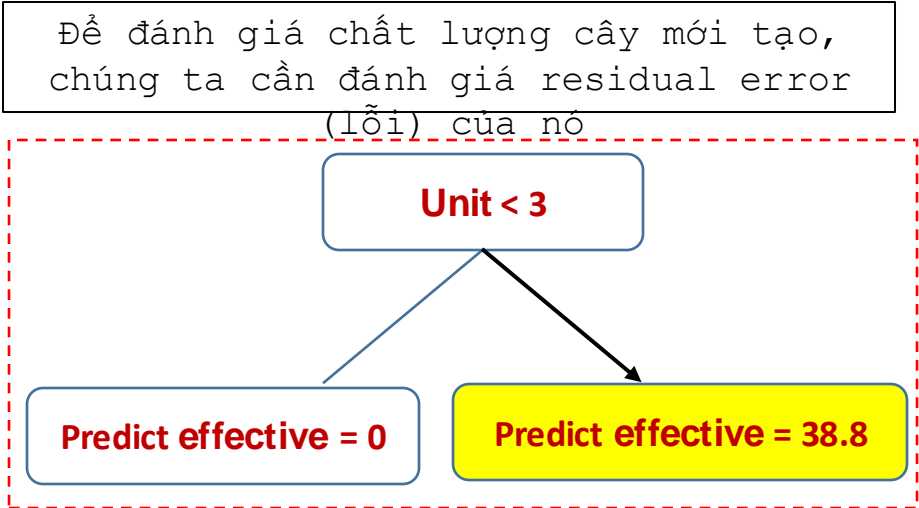 Để đánh giá chất lượng cây mới tạo,
chúng ta cần đánh giá residual error
(lỗi) của nó
Unit < 3
Predict effective = 0
Predict effective = 38.8